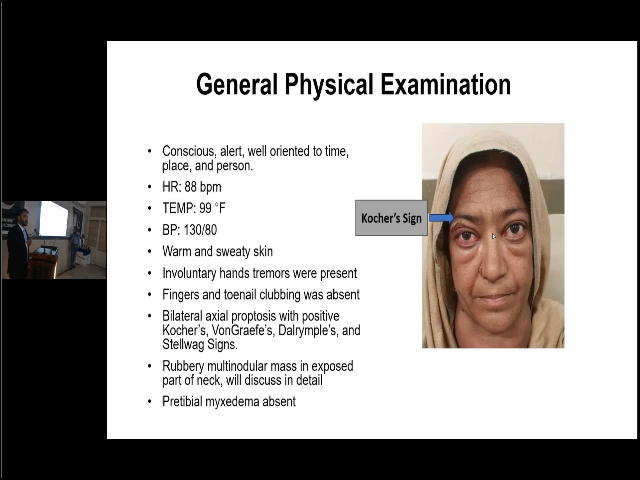 General Physical Examination
• Conscious, alert, well oriented to time,
place, and person.
• HR: 88 bpm
• TEMP: 99 °F
• BP: 130/80
• Warm and sweaty skin
• Involuntary hands tremors were present
• Fingers and toenail clubbing was absent
• Bilateral axial proptosis with positive
Kocher's, VonGraefe's, Dalrymple's, and
Stellwag Signs.
• Rubbery multinodular mass in exposed
part of neck, will discuss in detail
• Pretibial myxedema absent
Kocher's Sign